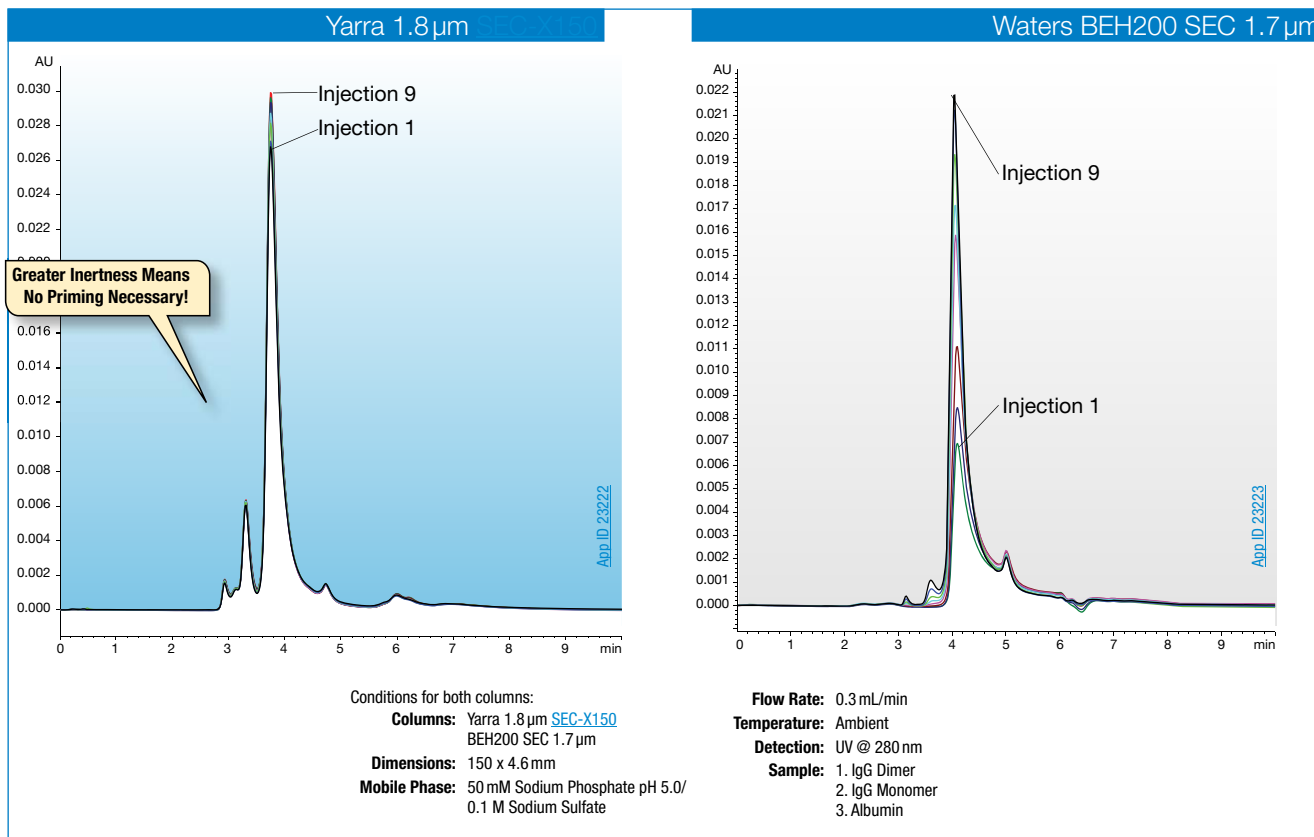 Yarra 1.8 µm SEC-X150
AU
0.030
0.028
0.026
0.024
0.022
Greater Inertness Means
No Priming Necessary!
0.016
0.014
0.012
0.010
0.008
0.006
0.004
0.002
0.000
Injection 9
Injection 1
App ID 23222
0 1 2 3 4 5 6 7 8 9 min
Waters BEH200 SEC 1.7 µm
AU
0.022
0.020
0.019
0.018
0.017
0.015
0.014
0.013
0.011
0.010
0.009
0.008
0.007
0.006
0.005
0.004
0.003
0.002
0.001
0.000
Injection 9
Injection 1
App ID 23223
0 1 2 3 4 5 6 7 8 9 min
Conditions for both columns:
Columns: Yarra 1.8 µm SEC-X150
BEH200 SEC 1.7 µm
Dimensions: 150 x 4.6 mm
Mobile Phase: 50 mM Sodium Phosphate pH 5.0/
0.1 M Sodium Sulfate
Flow Rate: 0.3 mL/min
Temperature: Ambient
Detection: UV @ 280 nm
Sample: 1. IgG Dimer
2. IgG Monomer
3. Albumin